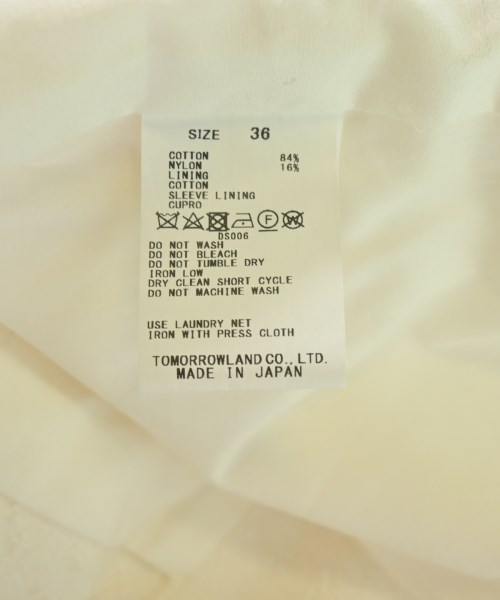 SIZE 36
COTTON 84%
NYLON 16%
LINING
COTTON
SLEEVE LINING
CUPRO
F W
DS006
DO NOT WASH
DO NOT BLEACH
DO NOT TUMBLE DRY
IRON LOW
DRY CLEAN SHORT CYCLE
DO NOT MACHINE WASH
USE LAUNDRY NET
IRON WITH PRESS CLOTH
TOMORROWLAND CO., LTD.
MADE IN JAPAN